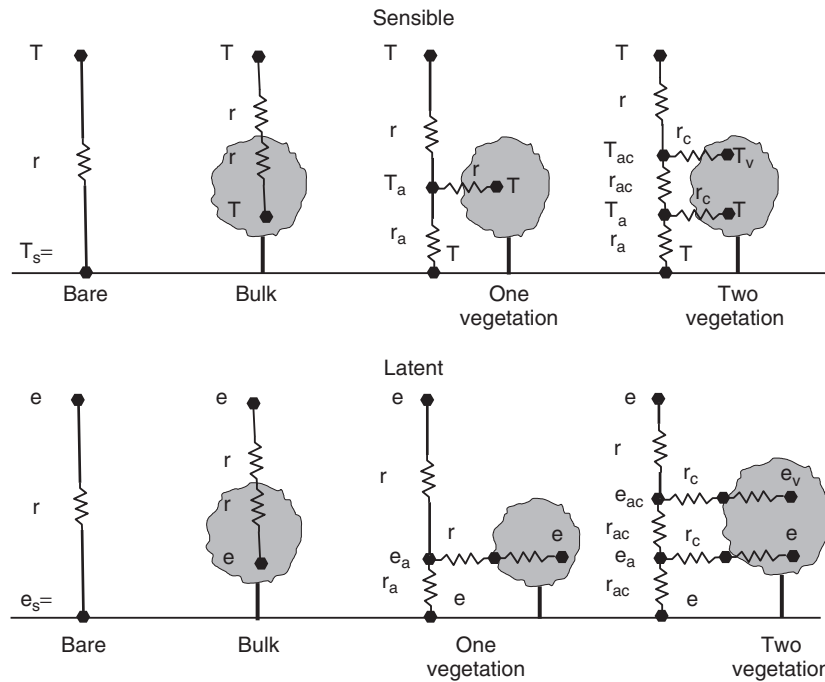 Sensible
T T T T
r r r r
r T_ac r_c T_v
T_a r T r_ac r_c
T T_a T
T_s= r_a T r_a T
Bare Bulk One vegetation Two vegetation
Latent
e e e e
r r r r
r e_ac r_c e_v
r e r_ac r_c e
e e_a e_a
e_s= r_a e r_ac e
Bare Bulk One vegetation Two vegetation